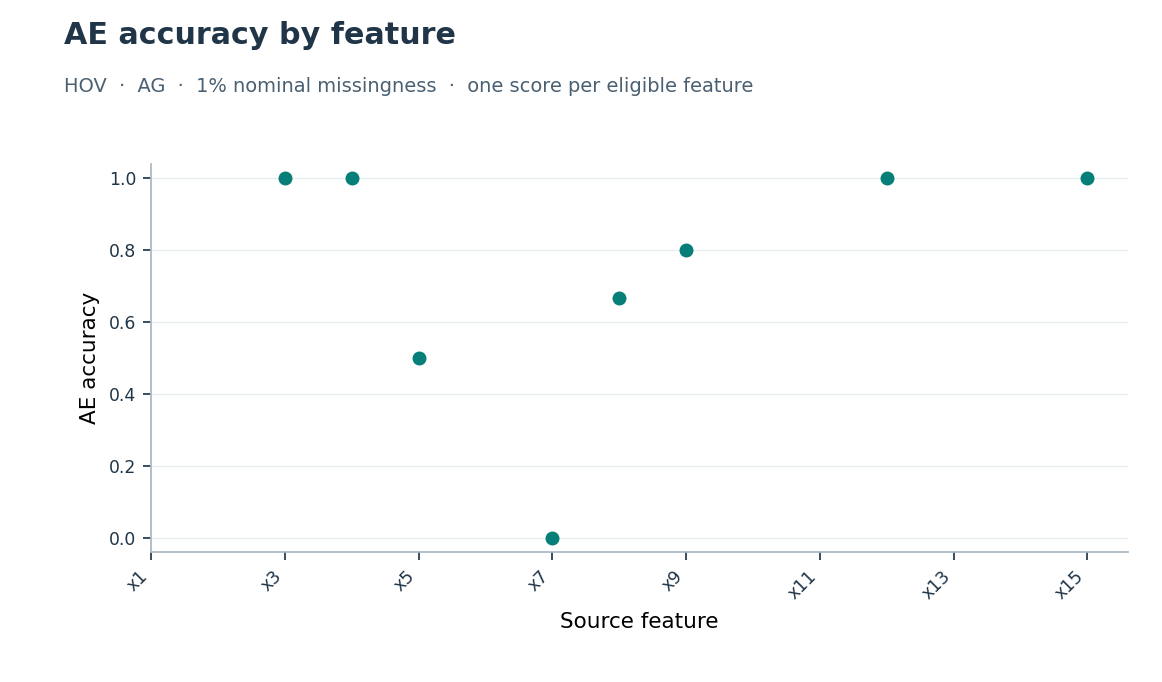 AE accuracy by feature
HOV · AG · 1% nominal missingness · one score per eligible feature
1.0
0.8
0.6
0.4
0.2
0.0
AE accuracy
x1 x3 x5 x7 x9 x11 x13 x15
Source feature